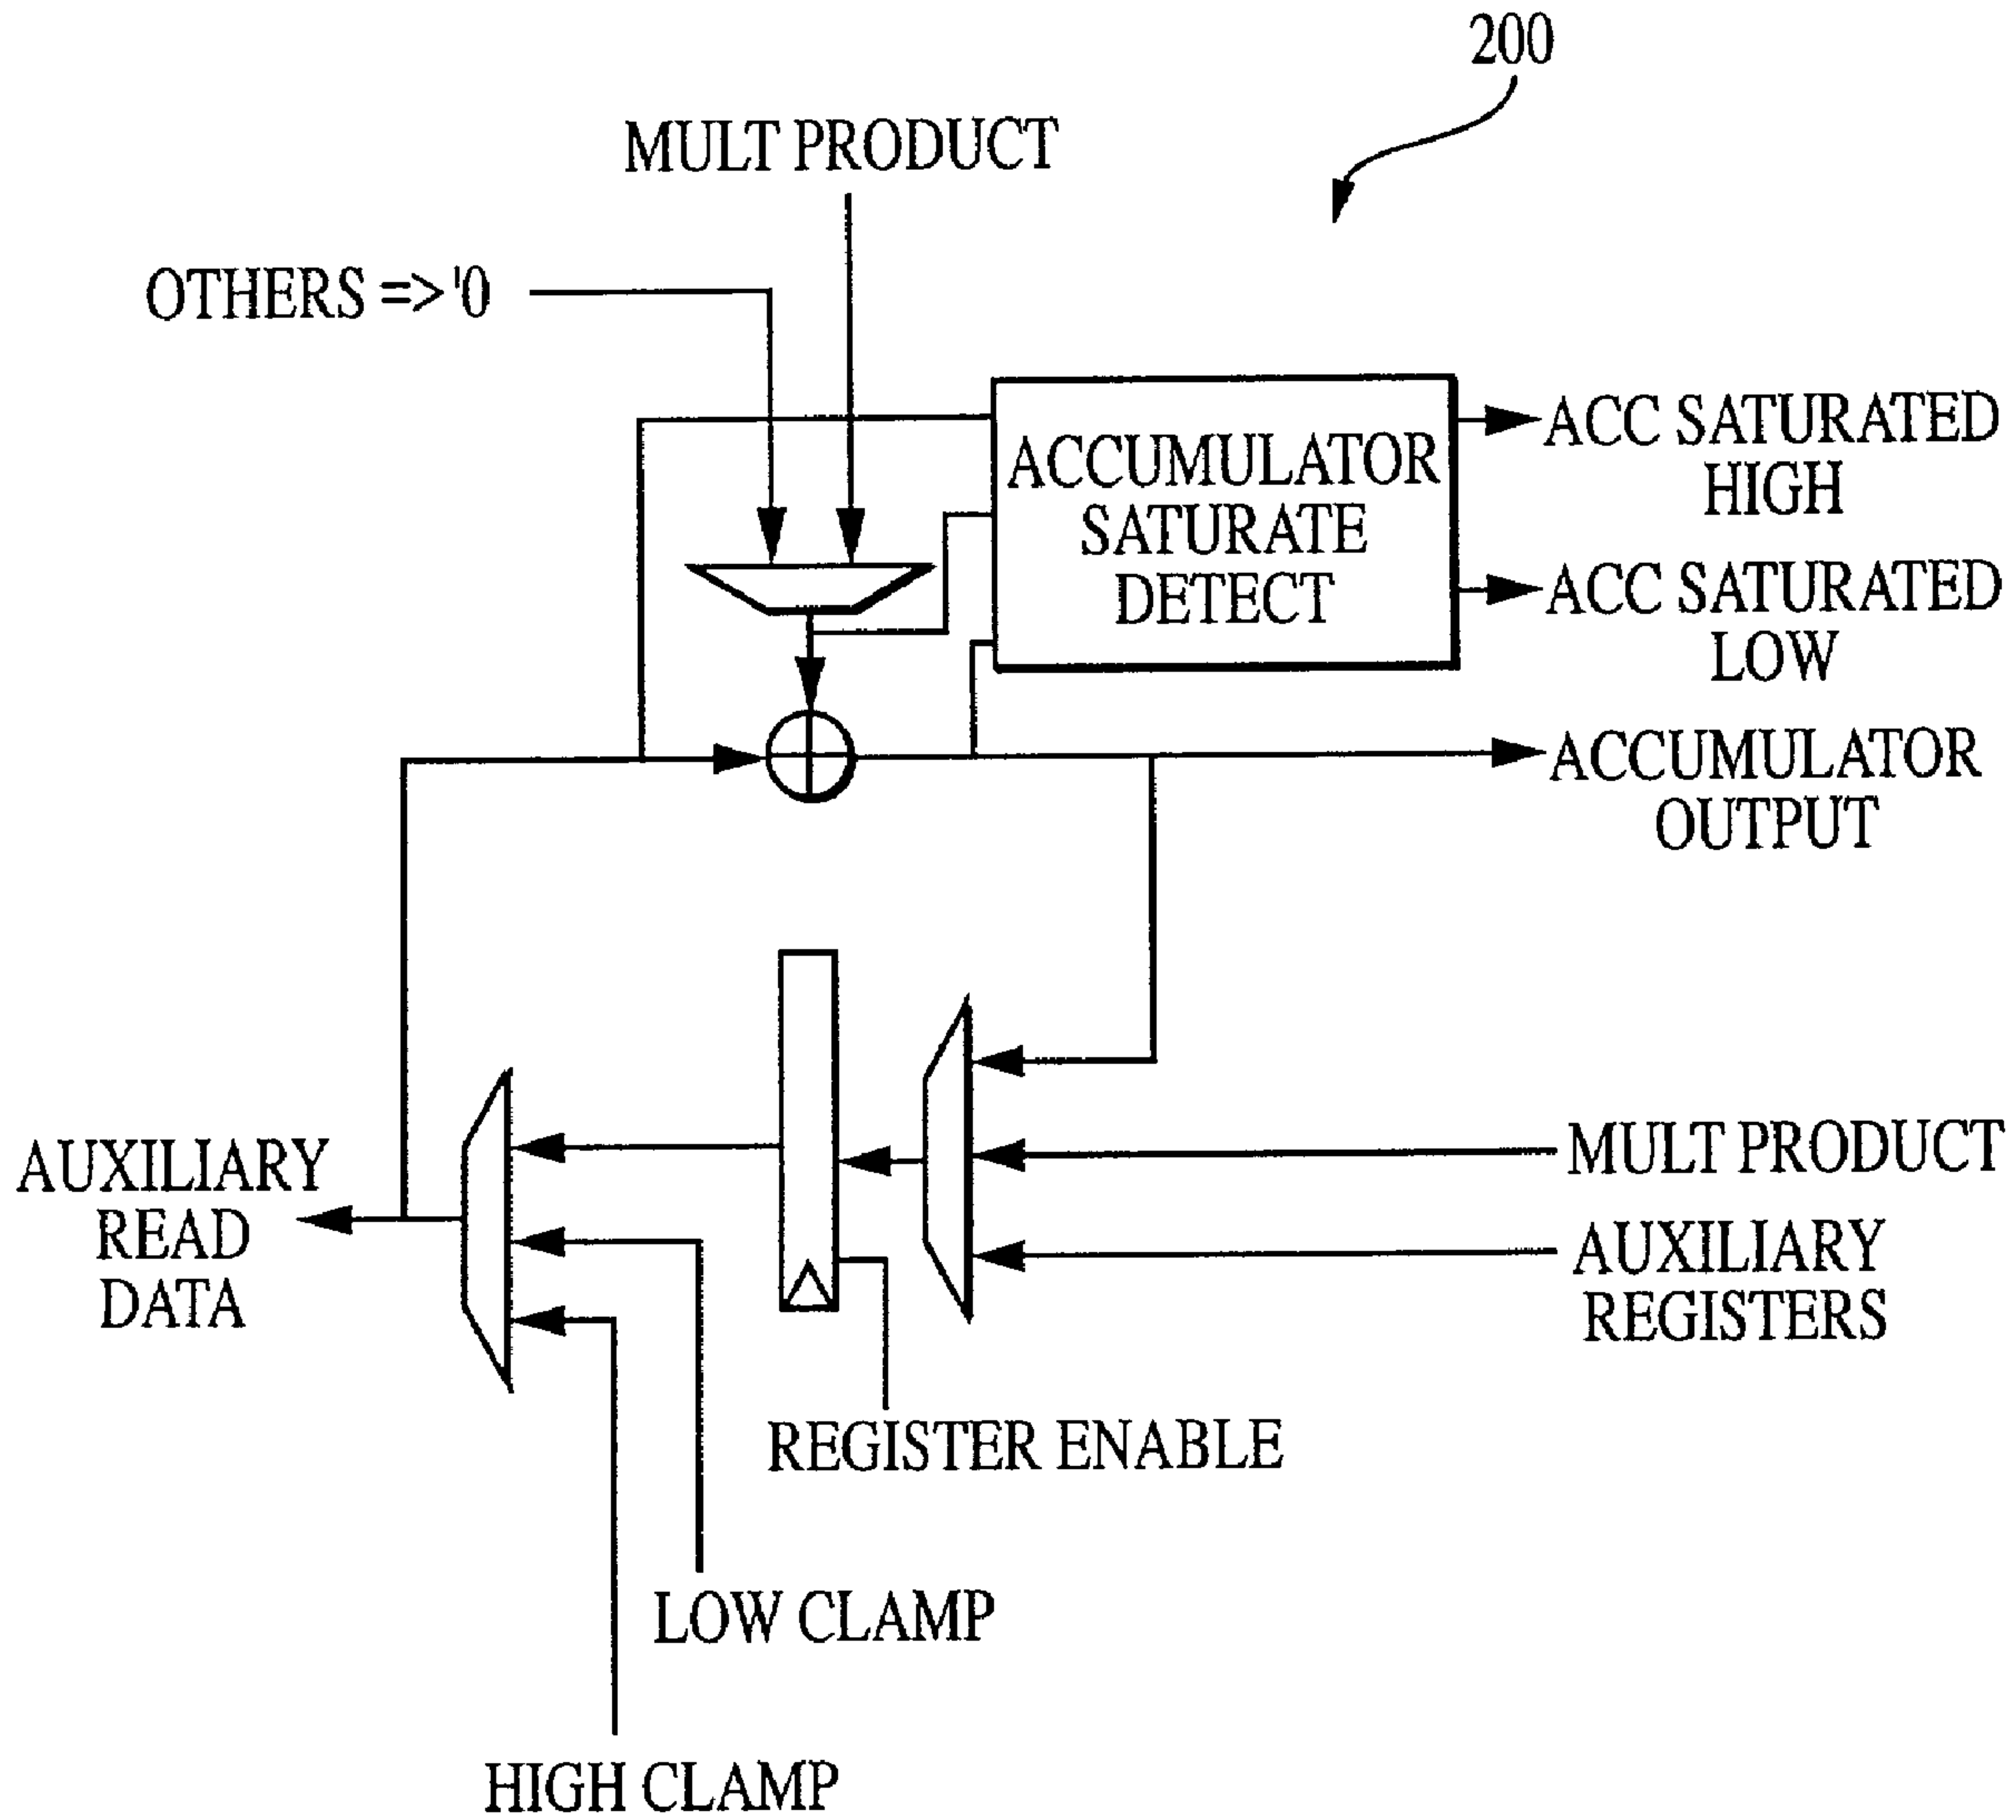 200
MULT PRODUCT
OTHERS => '0
ACCUMULATOR
SATURATE
DETECT
ACC SATURATED
HIGH
ACC SATURATED
LOW
ACCUMULATOR
OUTPUT
AUXILIARY
READ
DATA
MULT PRODUCT
AUXILIARY
REGISTERS
REGISTER ENABLE
LOW CLAMP
HIGH CLAMP